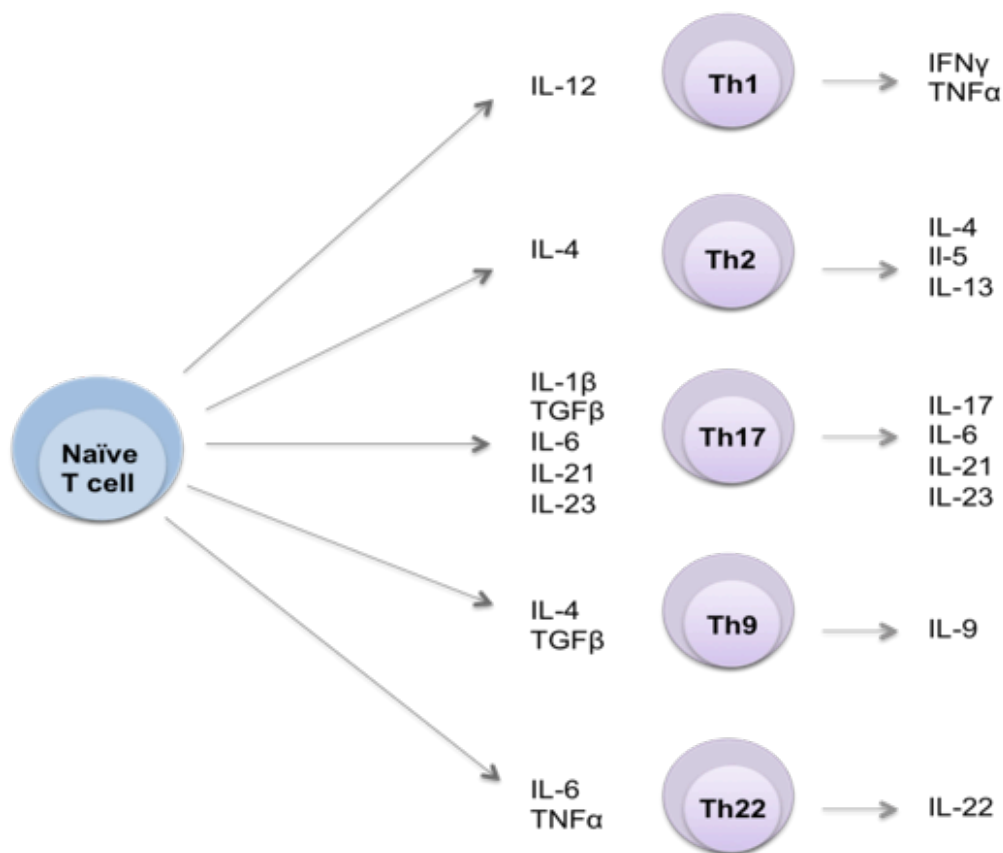 IL-12
Th1
IFNγ
TNFα
IL-4
Th2
IL-4
Il-5
IL-13
Naïve
T cell
IL-1β
TGFβ
IL-6
IL-21
IL-23
Th17
IL-17
IL-6
IL-21
IL-23
IL-4
TGFβ
Th9
IL-9
IL-6
TNFα
Th22
IL-22